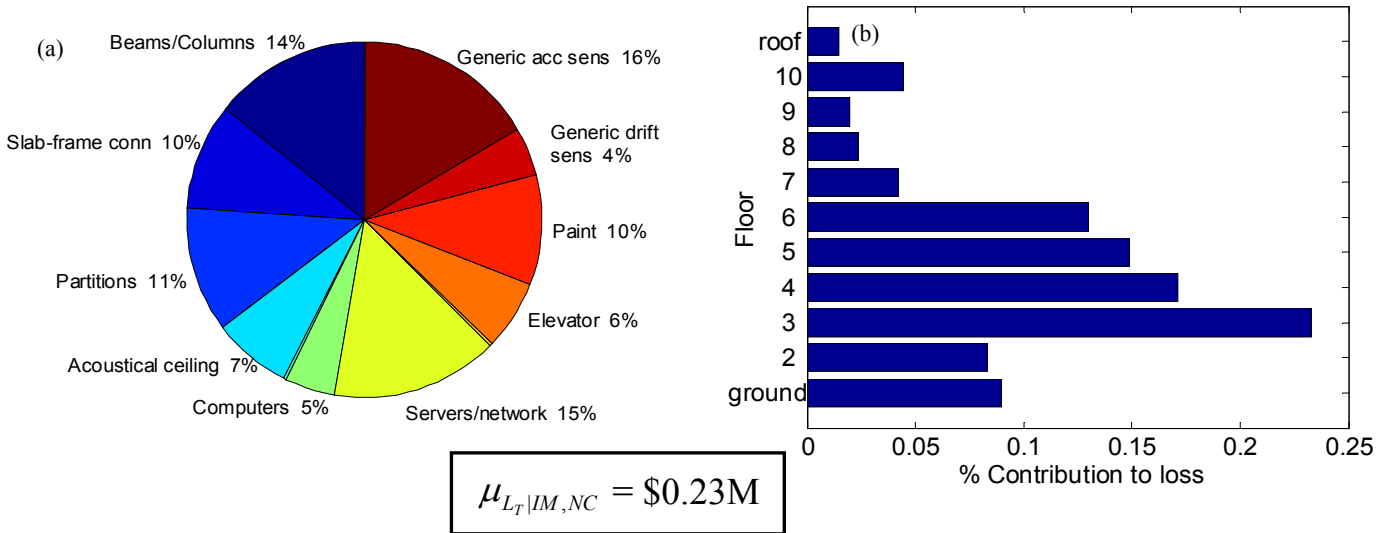 (a)
Beams/Columns 14%
Generic acc sens 16%
Generic drift
sens 4%
Slab-frame conn 10%
Paint 10%
Partitions 11%
Elevator 6%
Acoustical ceiling 7%
Computers 5%
Servers/network 15%
μ_{L_T|IM,NC} = $0.23M
(b)
roof
10
9
8
7
6
5
4
3
2
ground
Floor
0 0.05 0.1 0.15 0.2 0.25
% Contribution to loss